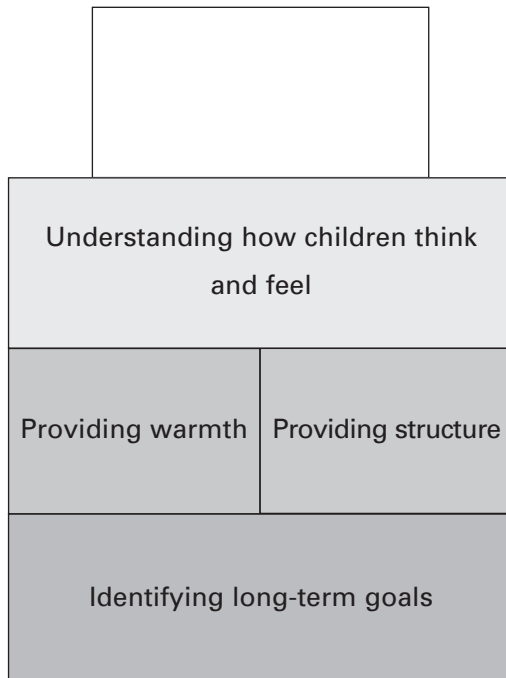 Understanding how children think
and feel
Providing warmth
Providing structure
Identifying long-term goals